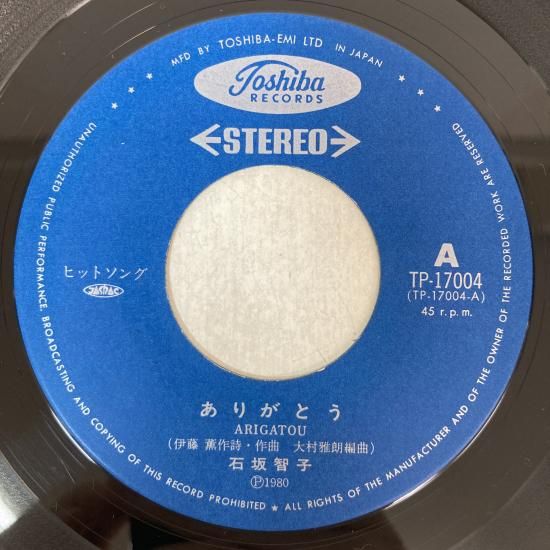 ★ ★ ★ MFD BY TOSHIBA-EMI LTD IN JAPAN ★ ★ ★
Toshiba
RECORDS
STEREO
ヒットソング
JASRAC
A
TP-17004
(TP-17004-A)
45 r.p.m.
ありがとう
ARIGATOU
(伊藤 薫作詩・作曲 大村雅朗編曲)
石坂智子
Ⓟ1980
UNAUTHORIZED PUBLIC PERFORMANCE, BROADCASTING AND COPYING OF THIS RECORD PROHIBITED ★ ALL RIGHTS OF THE MANUFACTURER AND OF THE OWNER OF THE RECORDED WORK ARE RESERVED